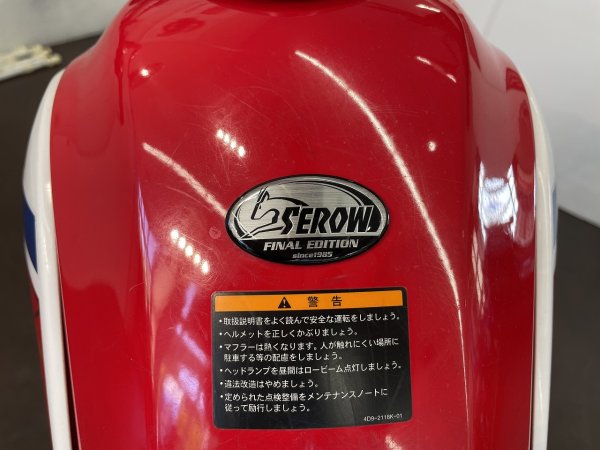 SEROW
FINAL EDITION
since1985
警告
・取扱説明書をよく読んで安全な運転をしましょう。
・ヘルメットを正しくかぶりましょう。
・マフラーは熱くなります。人が触れにくい場所に
駐車する等の配慮をしましょう。
・ヘッドランプを昼間はロービーム点灯しましょう。
・違法改造はやめましょう。
・定められた点検整備をメンテナンスノートに
従って励行しましょう。
4D9-2118K-01